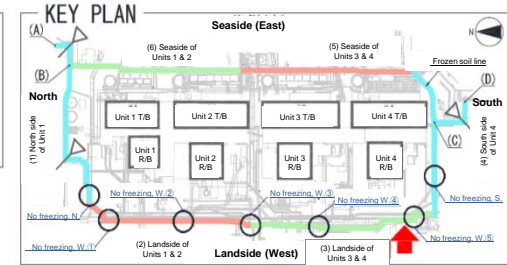 KEY PLAN
Seaside (East)
(A)
N
(6) Seaside of
Units 1 & 2
(5) Seaside of
Units 3 & 4
Frozen soil line
(B)
(D)
North
South
Unit 1 T/B
Unit 2 T/B
Unit 3 T/B
Unit 4 T/B
(1) North side
of Unit 1
(C)
(4) South side
of Unit 4
Unit 1
R/B
Unit 2
R/B
Unit 3
R/B
Unit 4
R/B
No freezing, W.②
No freezing, W.③
No freezing W.④
No freezing, S.
No freezing, N.
No freezing, W.①
(2) Landside of
Units 1 & 2
Landside (West)
(3) Landside of
Units 3 & 4
No freezing, W.⑤